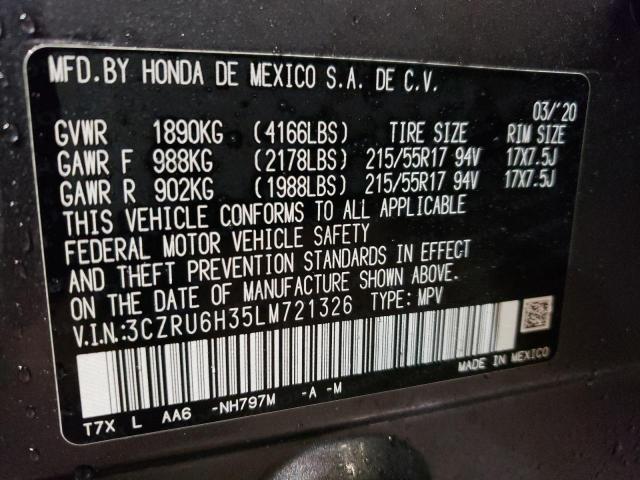 MFD.BY HONDA DE MEXICO S.A. DE C.V.
03/'20
GVWR 1890KG (4166LBS) TIRE SIZE RIM SIZE
GAWR F 988KG (2178LBS) 215/55R17 94V 17X7.5J
GAWR R 902KG (1988LBS) 215/55R17 94V 17X7.5J
THIS VEHICLE CONFORMS TO ALL APPLICABLE
FEDERAL MOTOR VEHICLE SAFETY
AND THEFT PREVENTION STANDARDS IN EFFECT
ON THE DATE OF MANUFACTURE SHOWN ABOVE.
V.I.N:3CZRU6H35LM721326 TYPE: MPV
MADE IN MEXICO
T7X L AA6 -NH797M -A -M